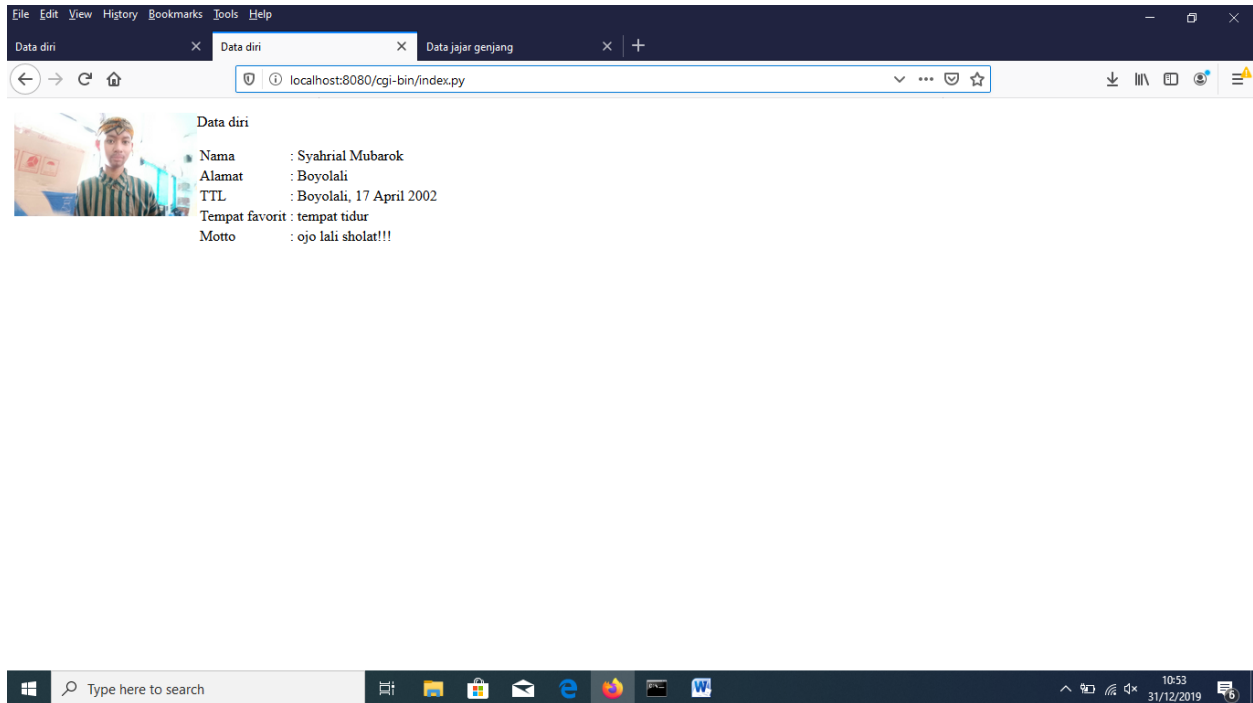 File Edit View History Bookmarks Tools Help
Data diri Data diri Data jajar genjang
localhost:8080/cgi-bin/index.py
Data diri
Nama : Syahrial Mubarok
Alamat : Boyolali
TTL : Boyolali, 17 April 2002
Tempat favorit : tempat tidur
Motto : ojo lali sholat!!!
Type here to search
10:53
31/12/2019
6